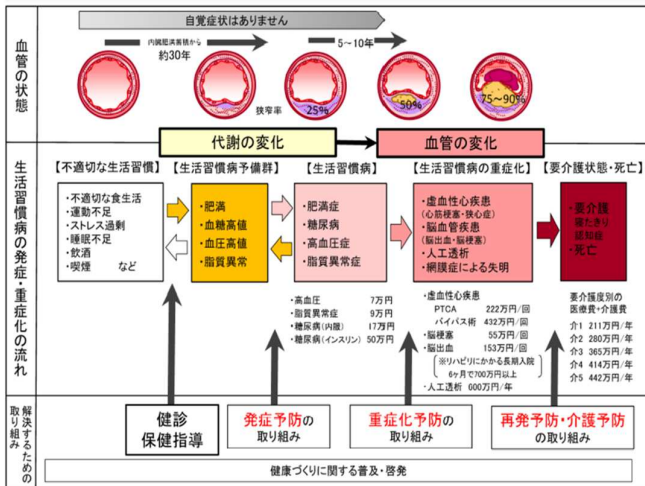 血管の状態
自覚症状はありません
内臓脂肪蓄積から
約30年
5～10年
狭窄率
25%
50%
75～90%
代謝の変化
血管の変化
生活習慣病の発症・重症化の流れ
【不適切な生活習慣】
・不適切な食生活
・運動不足
・ストレス過剰
・睡眠不足
・飲酒
・喫煙 など
【生活習慣病予備群】
・肥満
・血糖高値
・血圧高値
・脂質異常
【生活習慣病】
・肥満症
・糖尿病
・高血圧症
・脂質異常症
・高血圧 7万円
・脂質異常症 9万円
・糖尿病(内服) 17万円
・糖尿病(インスリン) 50万円
【生活習慣病の重症化】
・虚血性心疾患
(心筋梗塞・狭心症)
・脳血管疾患
(脳出血・脳梗塞)
・人工透析
・網膜症による失明
・虚血性心疾患
PTCA 222万円/回
バイパス術 432万円/回
・脳梗塞 55万円/回
・脳出血 153万円/回
※リハビリにかかる長期入院
6ヶ月で700万円以上
・人工透析 600万円/年
【要介護状態・死亡】
・要介護
寝たきり
認知症
・死亡
要介護度別の
医療費+介護費
介1 211万円/年
介2 280万円/年
介3 365万円/年
介4 414万円/年
介5 442万円/年
解決するための
取り組み
健診
保健指導
発症予防の
取り組み
重症化予防の
取り組み
再発予防・介護予防
の取り組み
健康づくりに関する普及・啓発